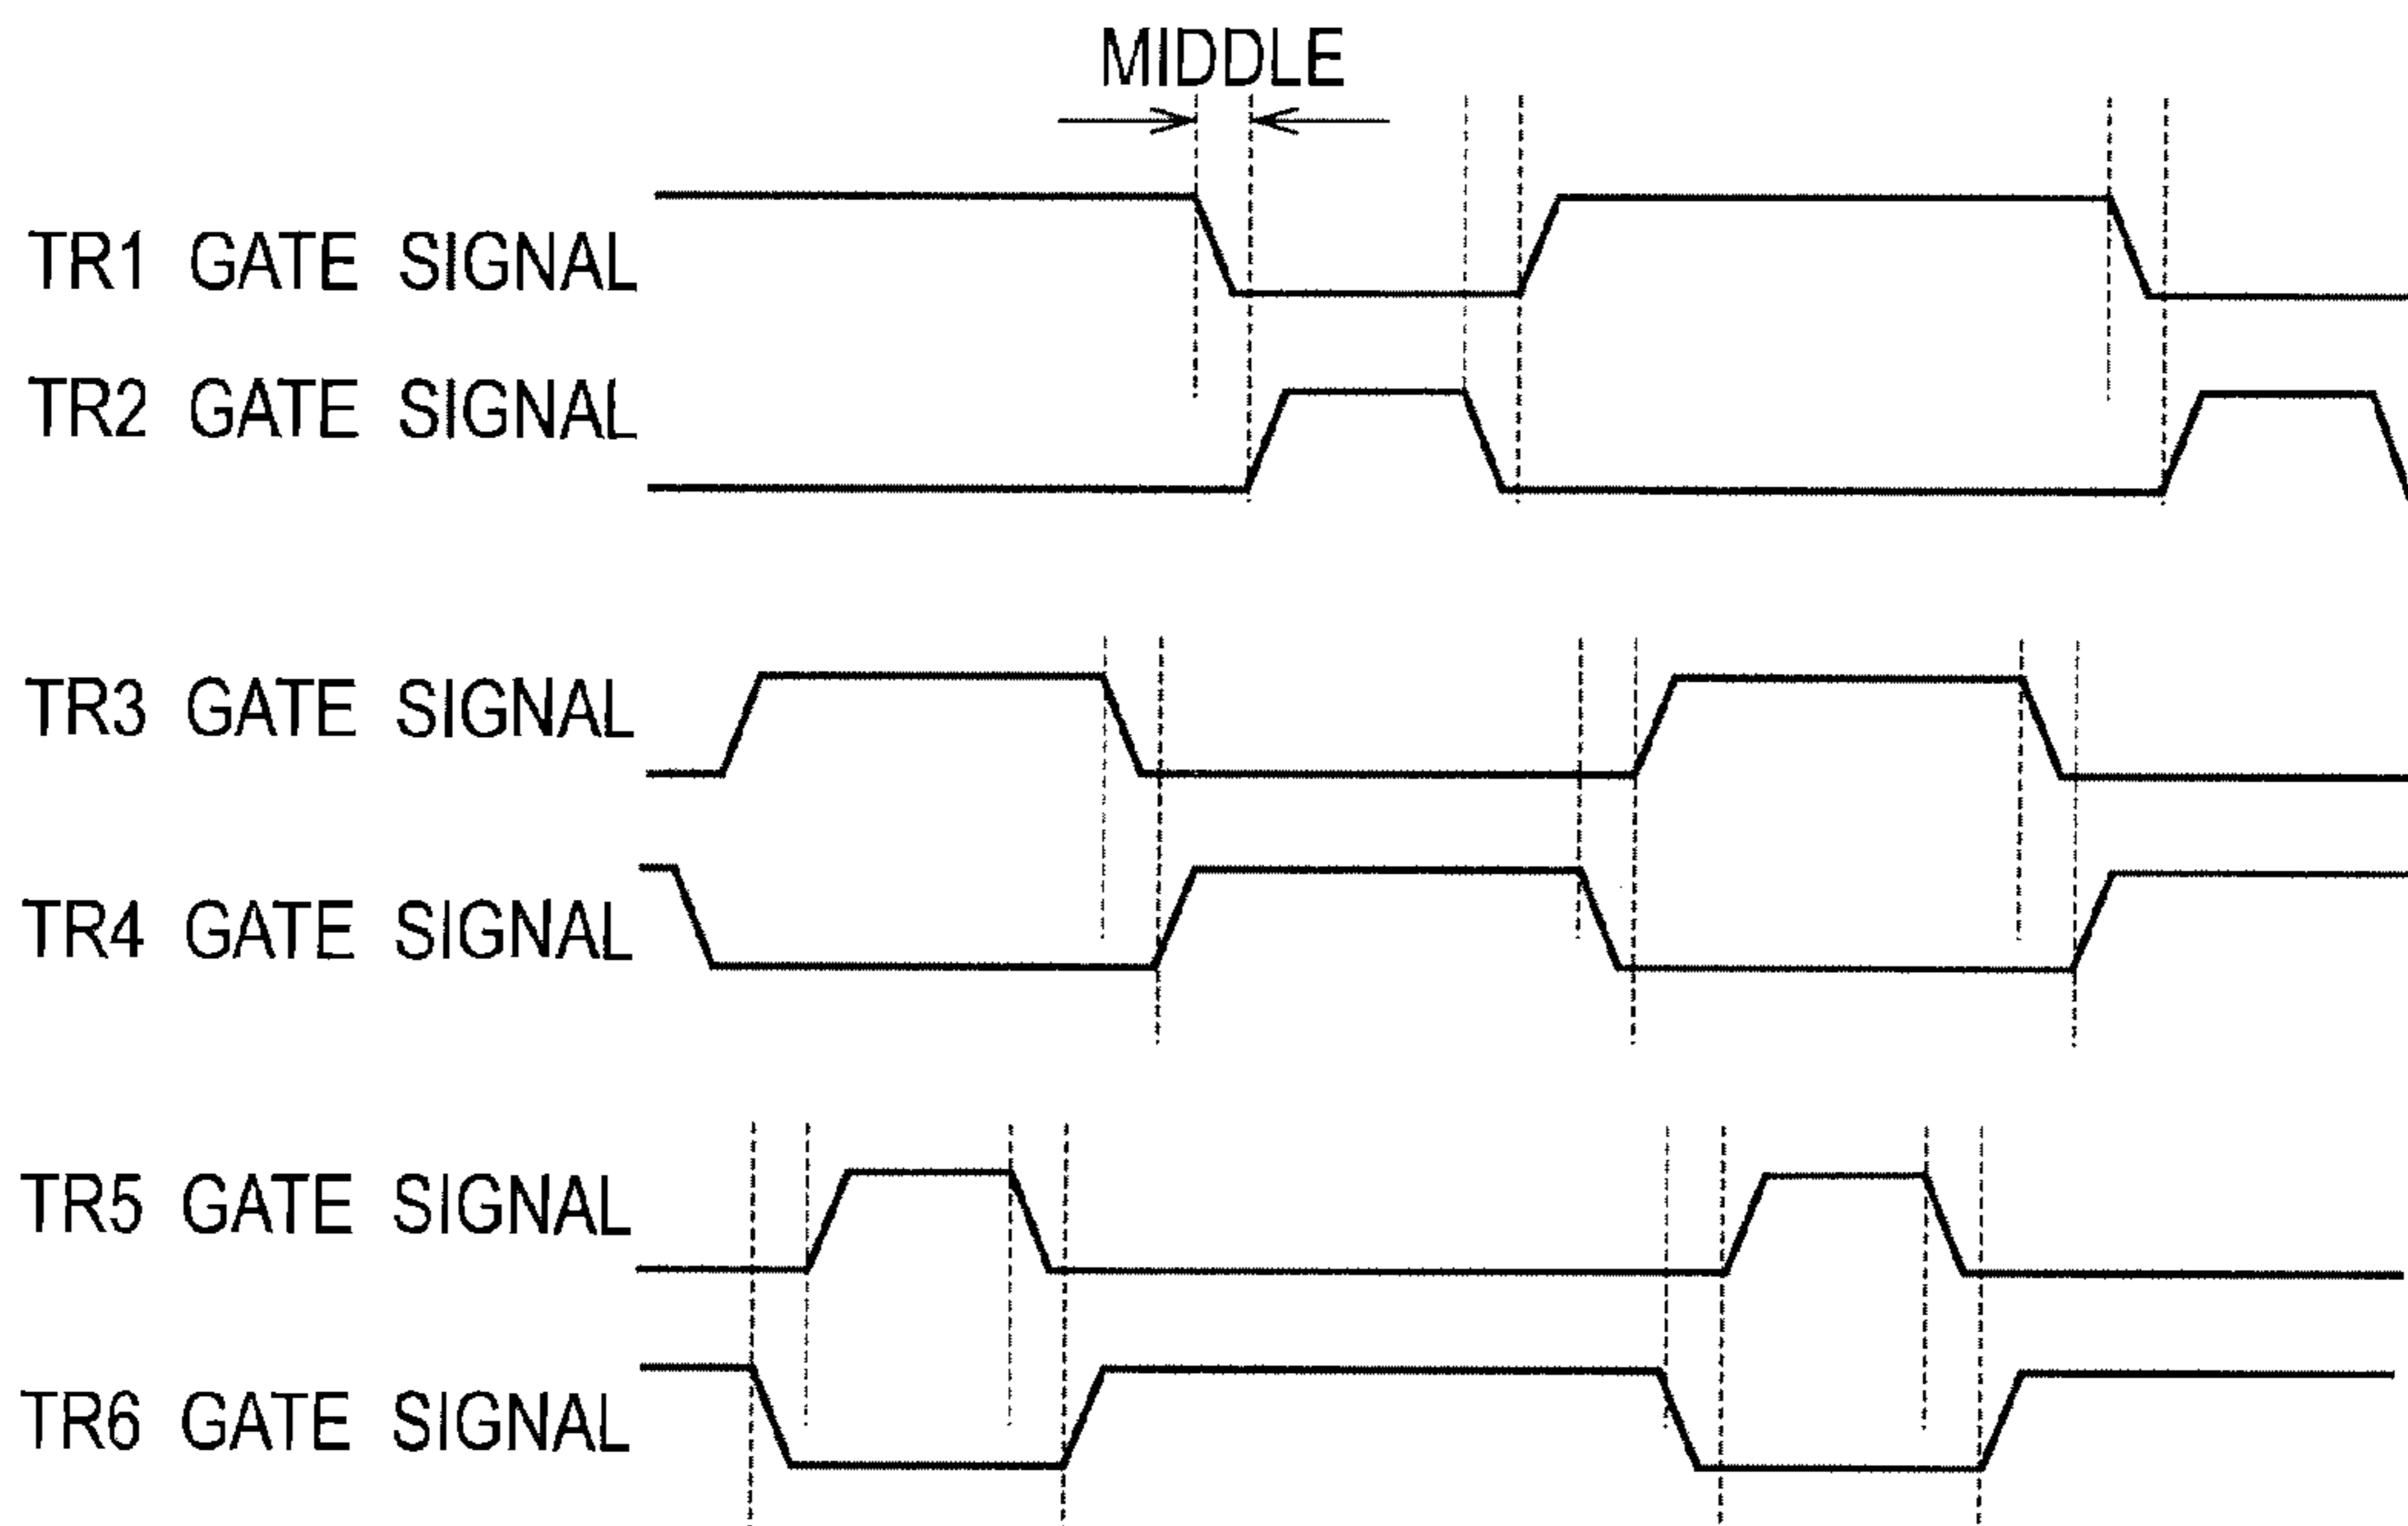 MIDDLE
TR1 GATE SIGNAL
TR2 GATE SIGNAL
TR3 GATE SIGNAL
TR4 GATE SIGNAL
TR5 GATE SIGNAL
TR6 GATE SIGNAL